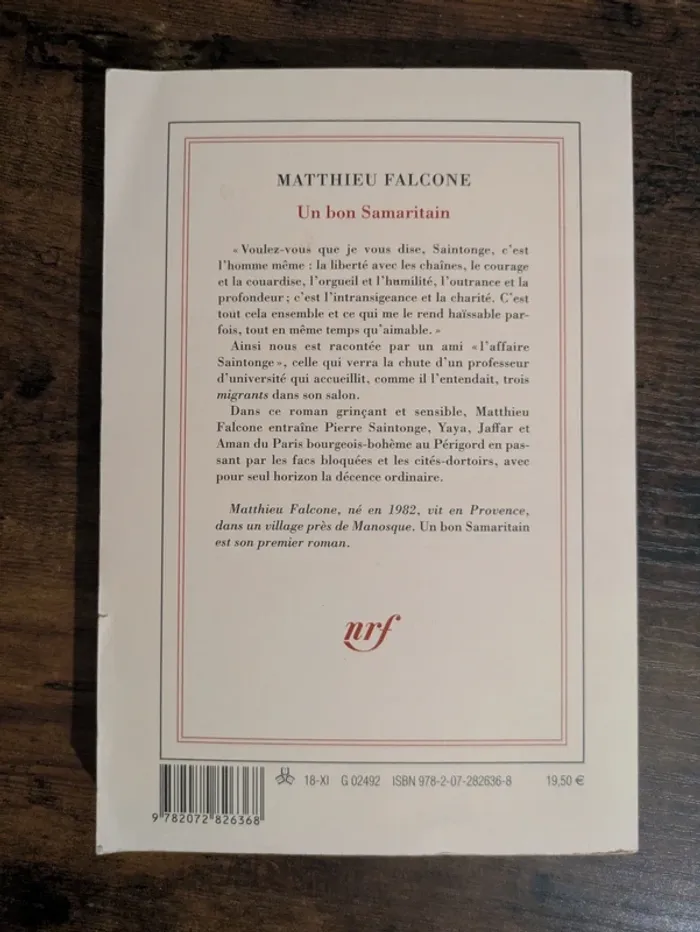 MATTHIEU FALCONE
Un bon Samaritain
« Voulez-vous que je vous dise, Saintonge, c'est
l'homme même : la liberté avec les chaînes, le courage
et la couardise, l'orgueil et l'humilité, l'outrance et la
profondeur ; c'est l'intransigeance et la charité. C'est
tout cela ensemble et ce qui me le rend haïssable par-
fois, tout en même temps qu'aimable. »
Ainsi nous est racontée par un ami « l'affaire
Saintonge », celle qui verra la chute d'un professeur
d'université qui accueillit, comme il l'entendait, trois
migrants dans son salon.
Dans ce roman grinçant et sensible, Matthieu
Falcone entraîne Pierre Saintonge, Yaya, Jaffar et
Aman du Paris bourgeois-bohème au Périgord en pas-
sant par les facs bloquées et les cités-dortoirs, avec
pour seul horizon la décence ordinaire.
Matthieu Falcone, né en 1982, vit en Provence,
dans un village près de Manosque. Un bon Samaritain
est son premier roman.
nrf
18-XI G 02492 ISBN 978-2-07-282636-8 19,50 €
9 782072 826368